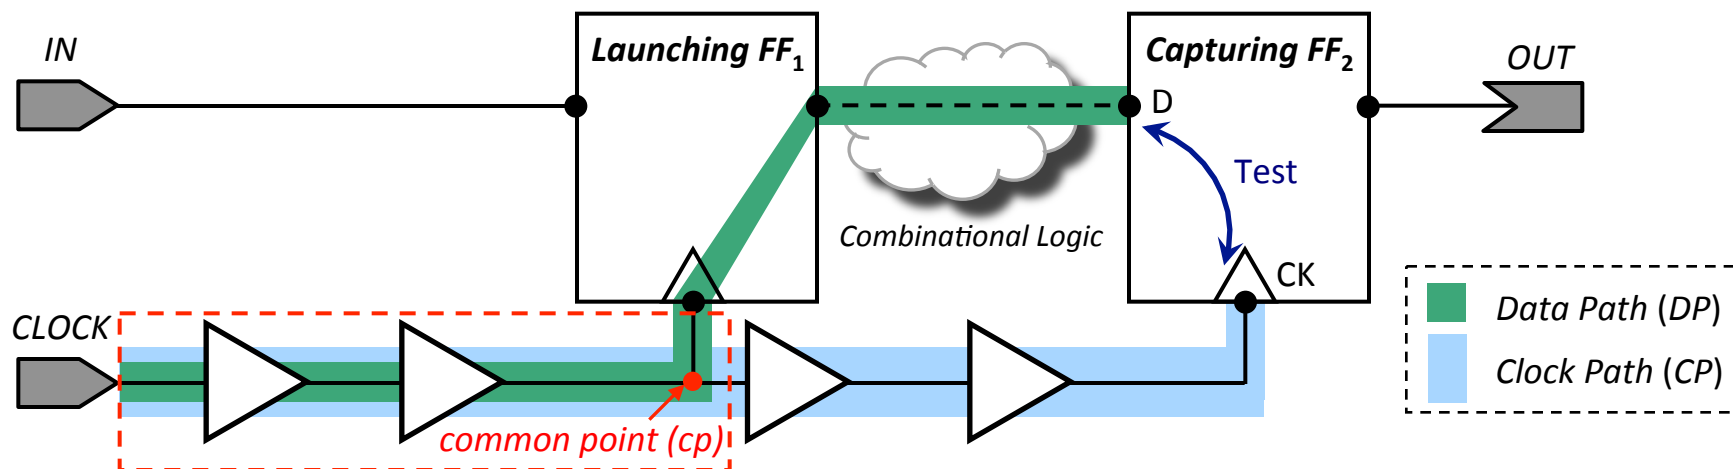 IN
Launching FF1
Capturing FF2
OUT
D
Test
Combinational Logic
CK
CLOCK
common point (cp)
Data Path (DP)
Clock Path (CP)